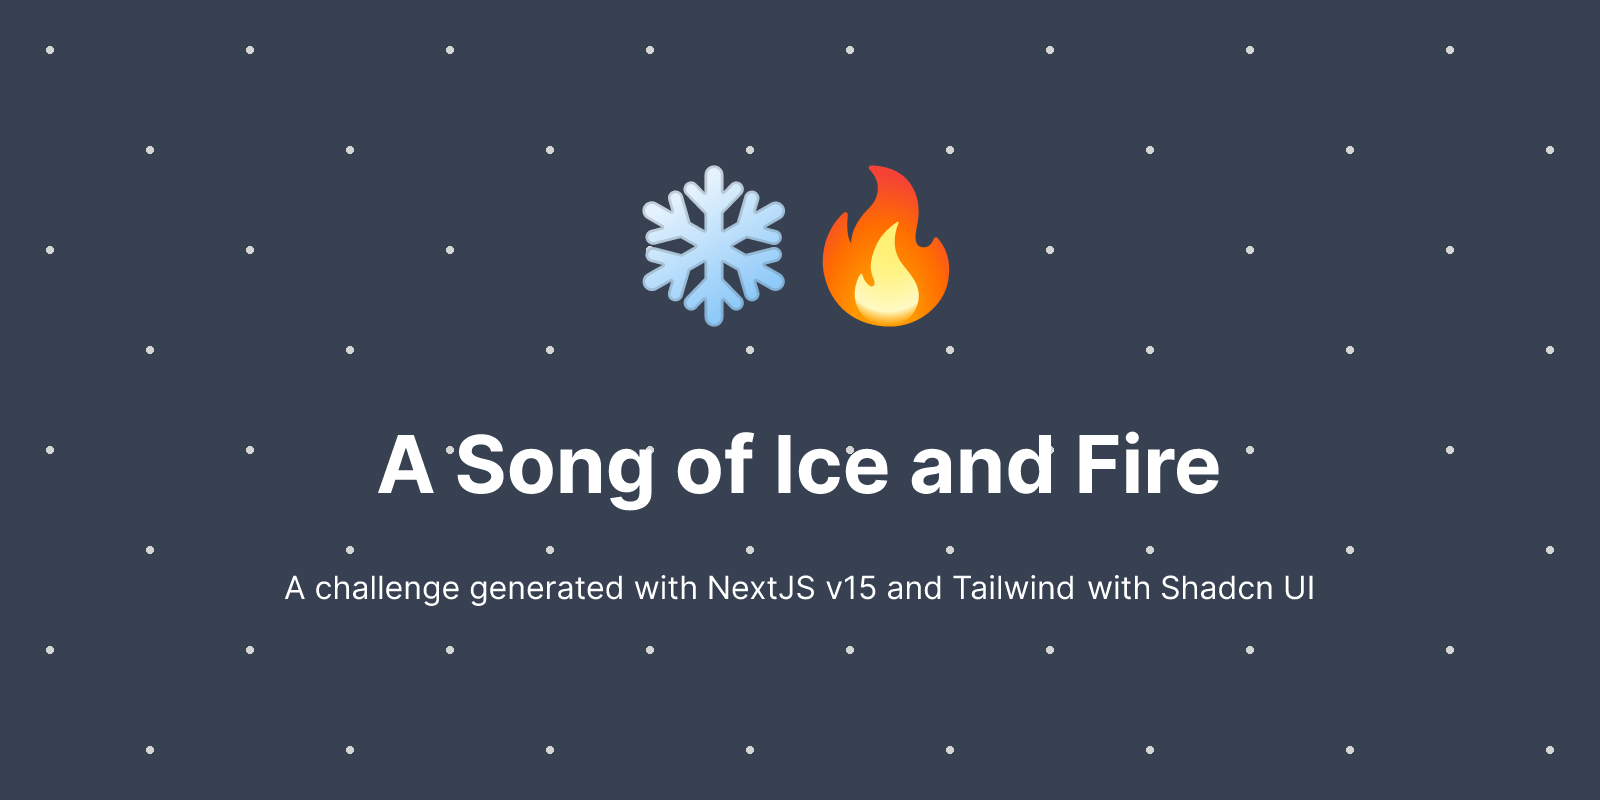 A Song of Ice and Fire
A challenge generated with NextJS v15 and Tailwind with Shadcn UI